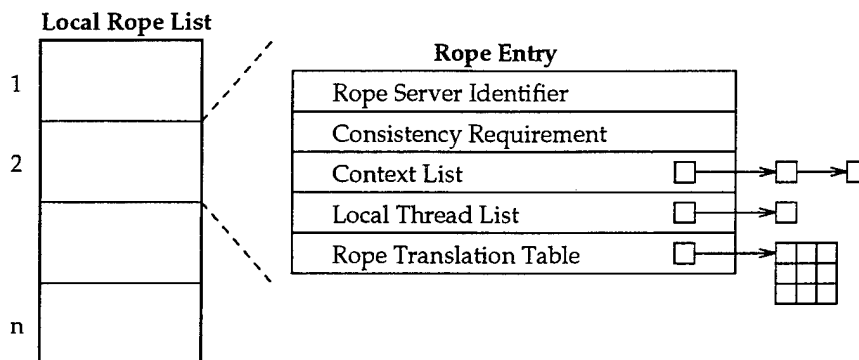 Local Rope List
1
2
n
Rope Entry
Rope Server Identifier
Consistency Requirement
Context List
Local Thread List
Rope Translation Table